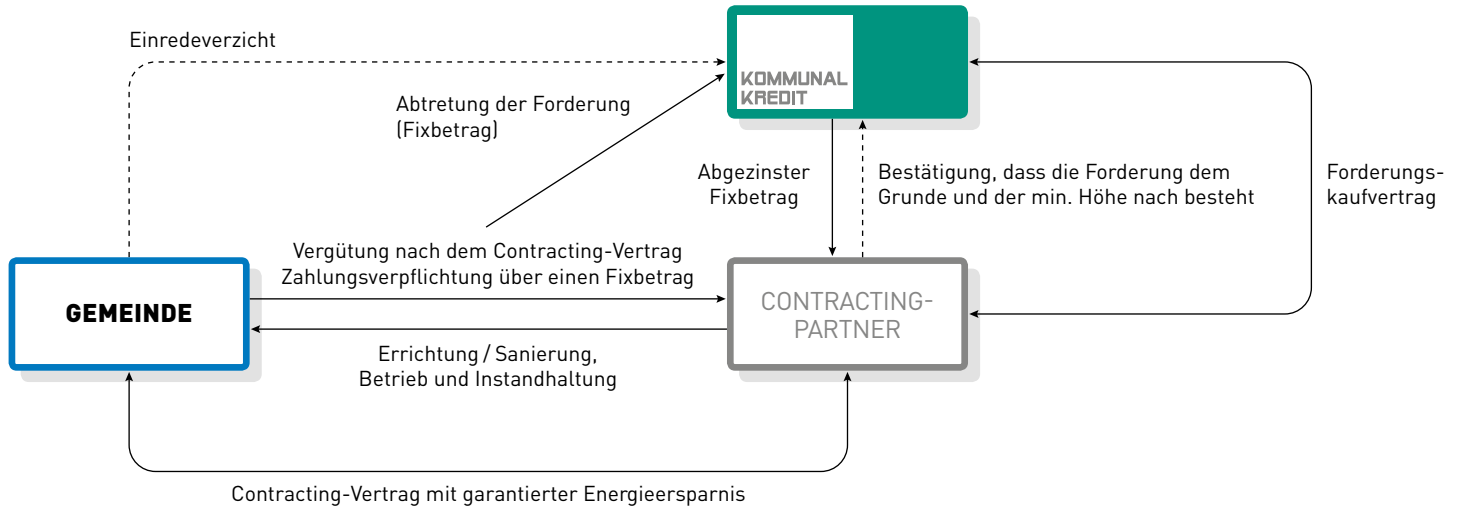 Einredeverzicht
KOMMUNAL
KREDIT
Abtretung der Forderung
(Fixbetrag)
Abgezinster
Fixbetrag
Bestätigung, dass die Forderung dem
Grunde und der min. Höhe nach besteht
Forderungs-
kaufvertrag
Vergütung nach dem Contracting-Vertrag
Zahlungsverpflichtung über einen Fixbetrag
GEMEINDE
CONTRACTING-
PARTNER
Errichtung / Sanierung,
Betrieb und Instandhaltung
Contracting-Vertrag mit garantierter Energieersparnis